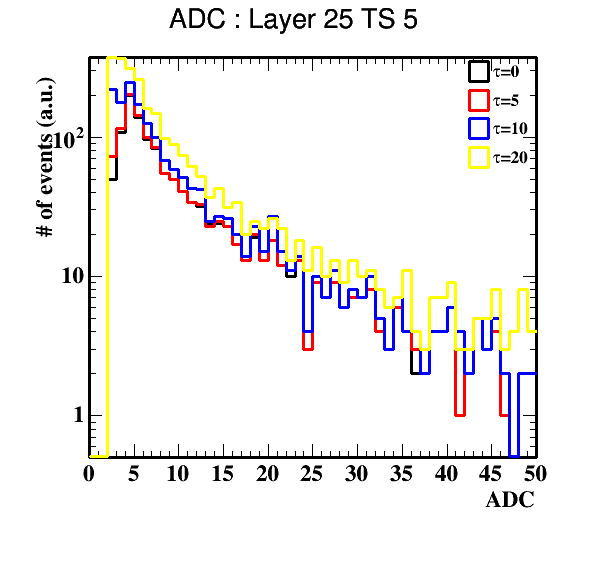 ADC : Layer 25 TS 5
# of events (a.u.)
10²
10
1
τ=0
τ=5
τ=10
τ=20
0 5 10 15 20 25 30 35 40 45 50
ADC